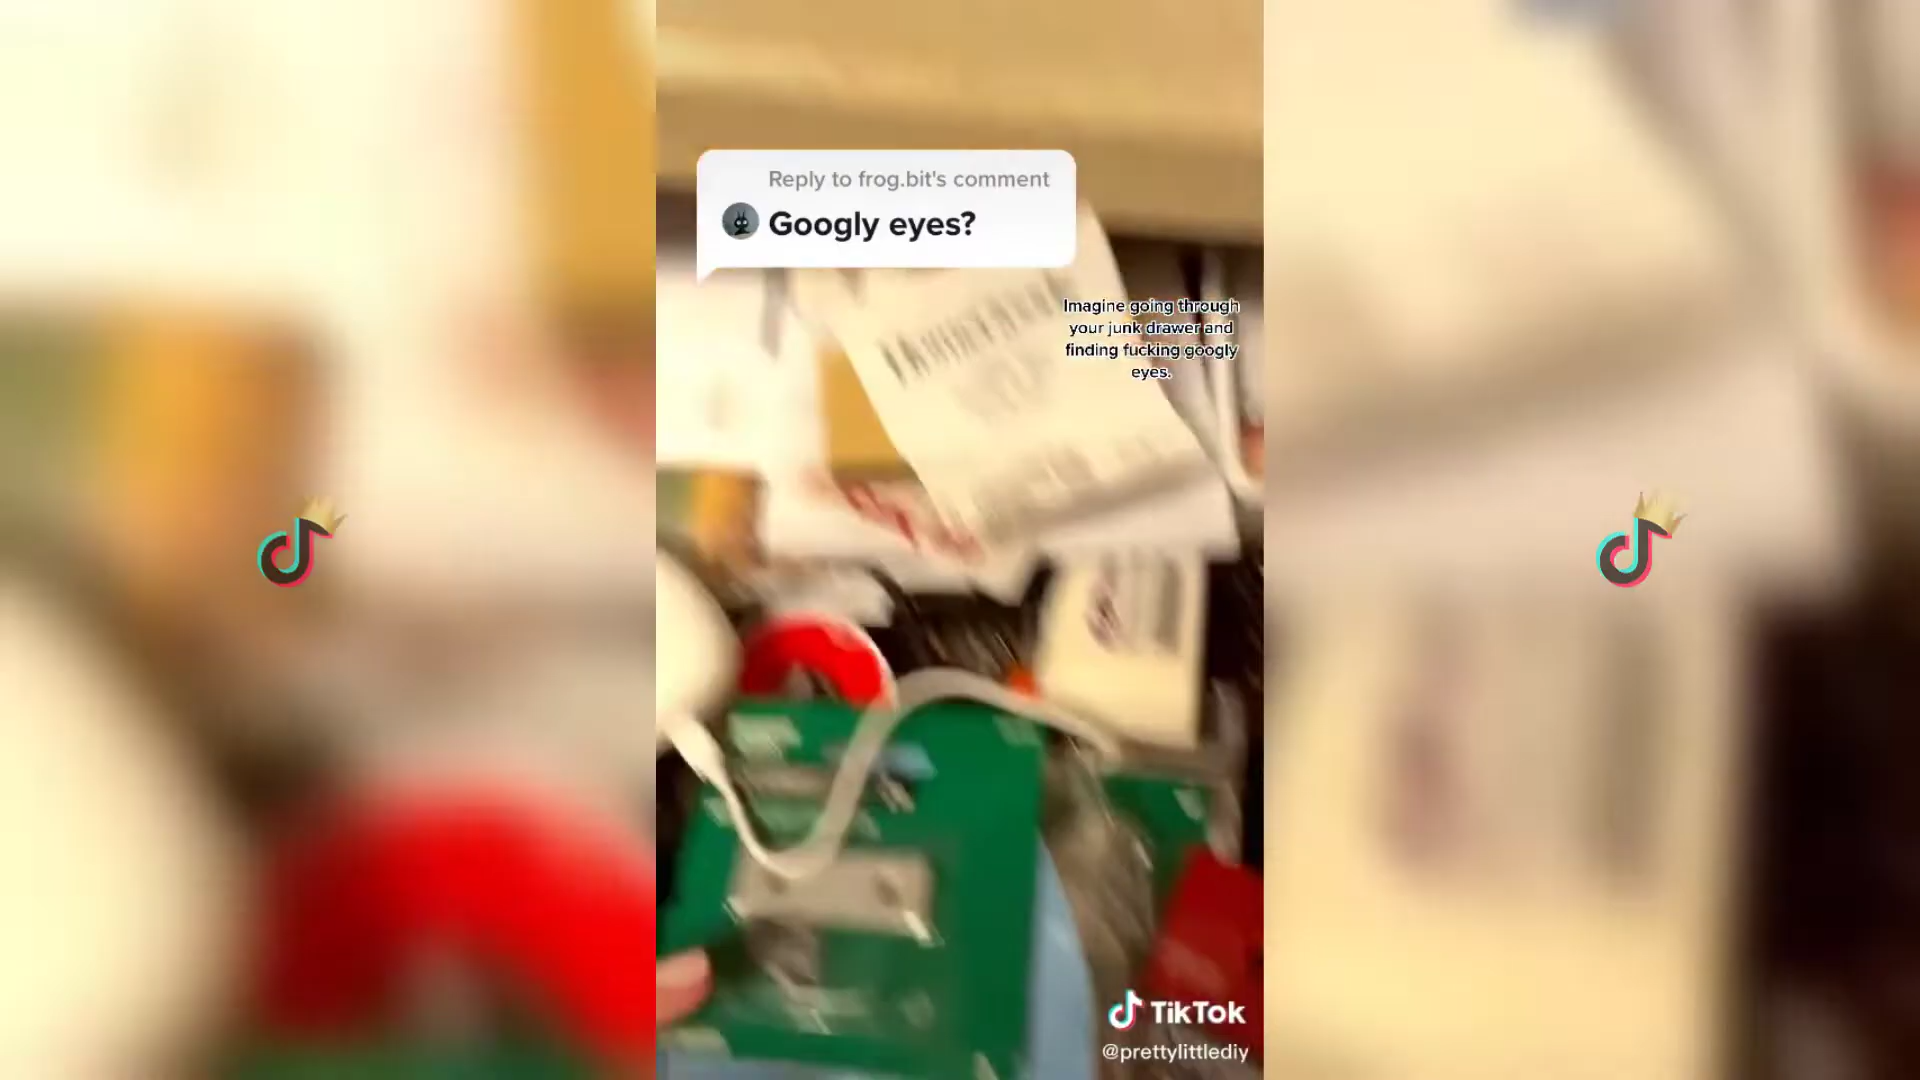 Reply to frog.bit's comment
Googly eyes?
Imagine going through
your junk drawer and
finding fucking googly
eyes.
TikTok
@prettylittlediy